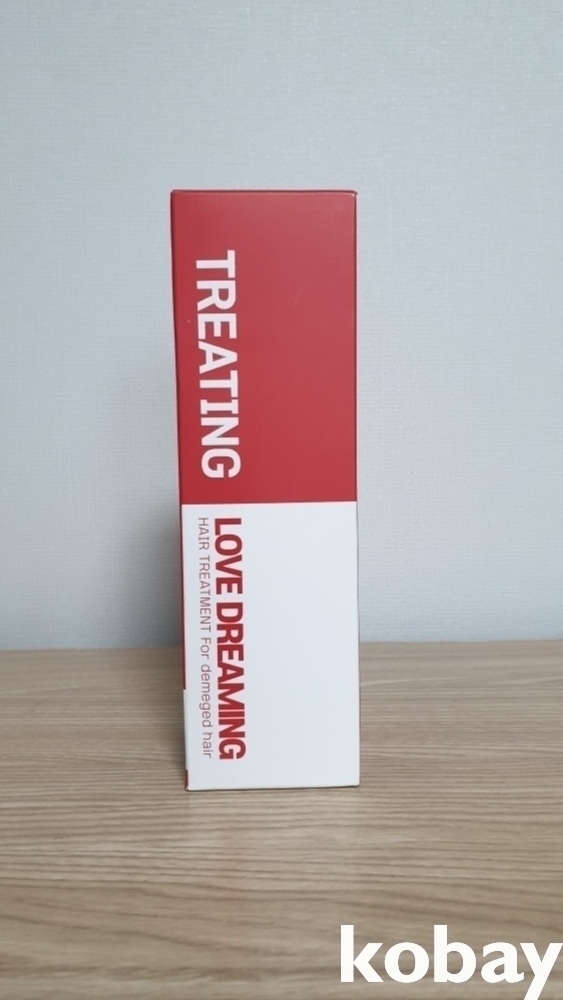 TREATING
LOVE DREAMING
HAIR TREATMENT For demeged hair
kobay